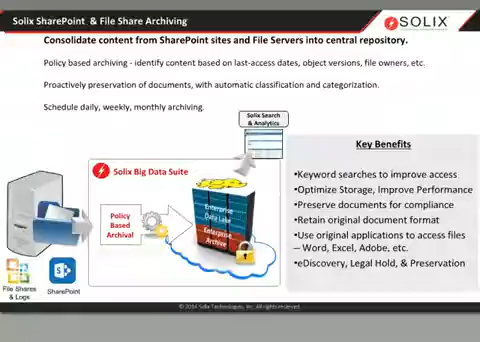 Solix SharePoint & File Share Archiving
SOLIX
Consolidate content from SharePoint sites and File Servers into central repository.
Policy based archiving - identify content based on last-access dates, object versions, file owners, etc.
Proactively preservation of documents, with automatic classification and categorization.
Schedule daily, weekly, monthly archiving.
Solix Search
& Analytics
Solix Big Data Suite
Policy
Based
Archival
Enterprise
Data Lake
Enterprise
Archive
File Shares
& Logs
SharePoint
Key Benefits
•Keyword searches to improve access
•Optimize Storage, Improve Performance
•Preserve documents for compliance
•Retain original document format
•Use original applications to access files
– Word, Excel, Adobe, etc.
•eDiscovery, Legal Hold, & Preservation
© 2014 Solix Technologies, Inc. All rights reserved.